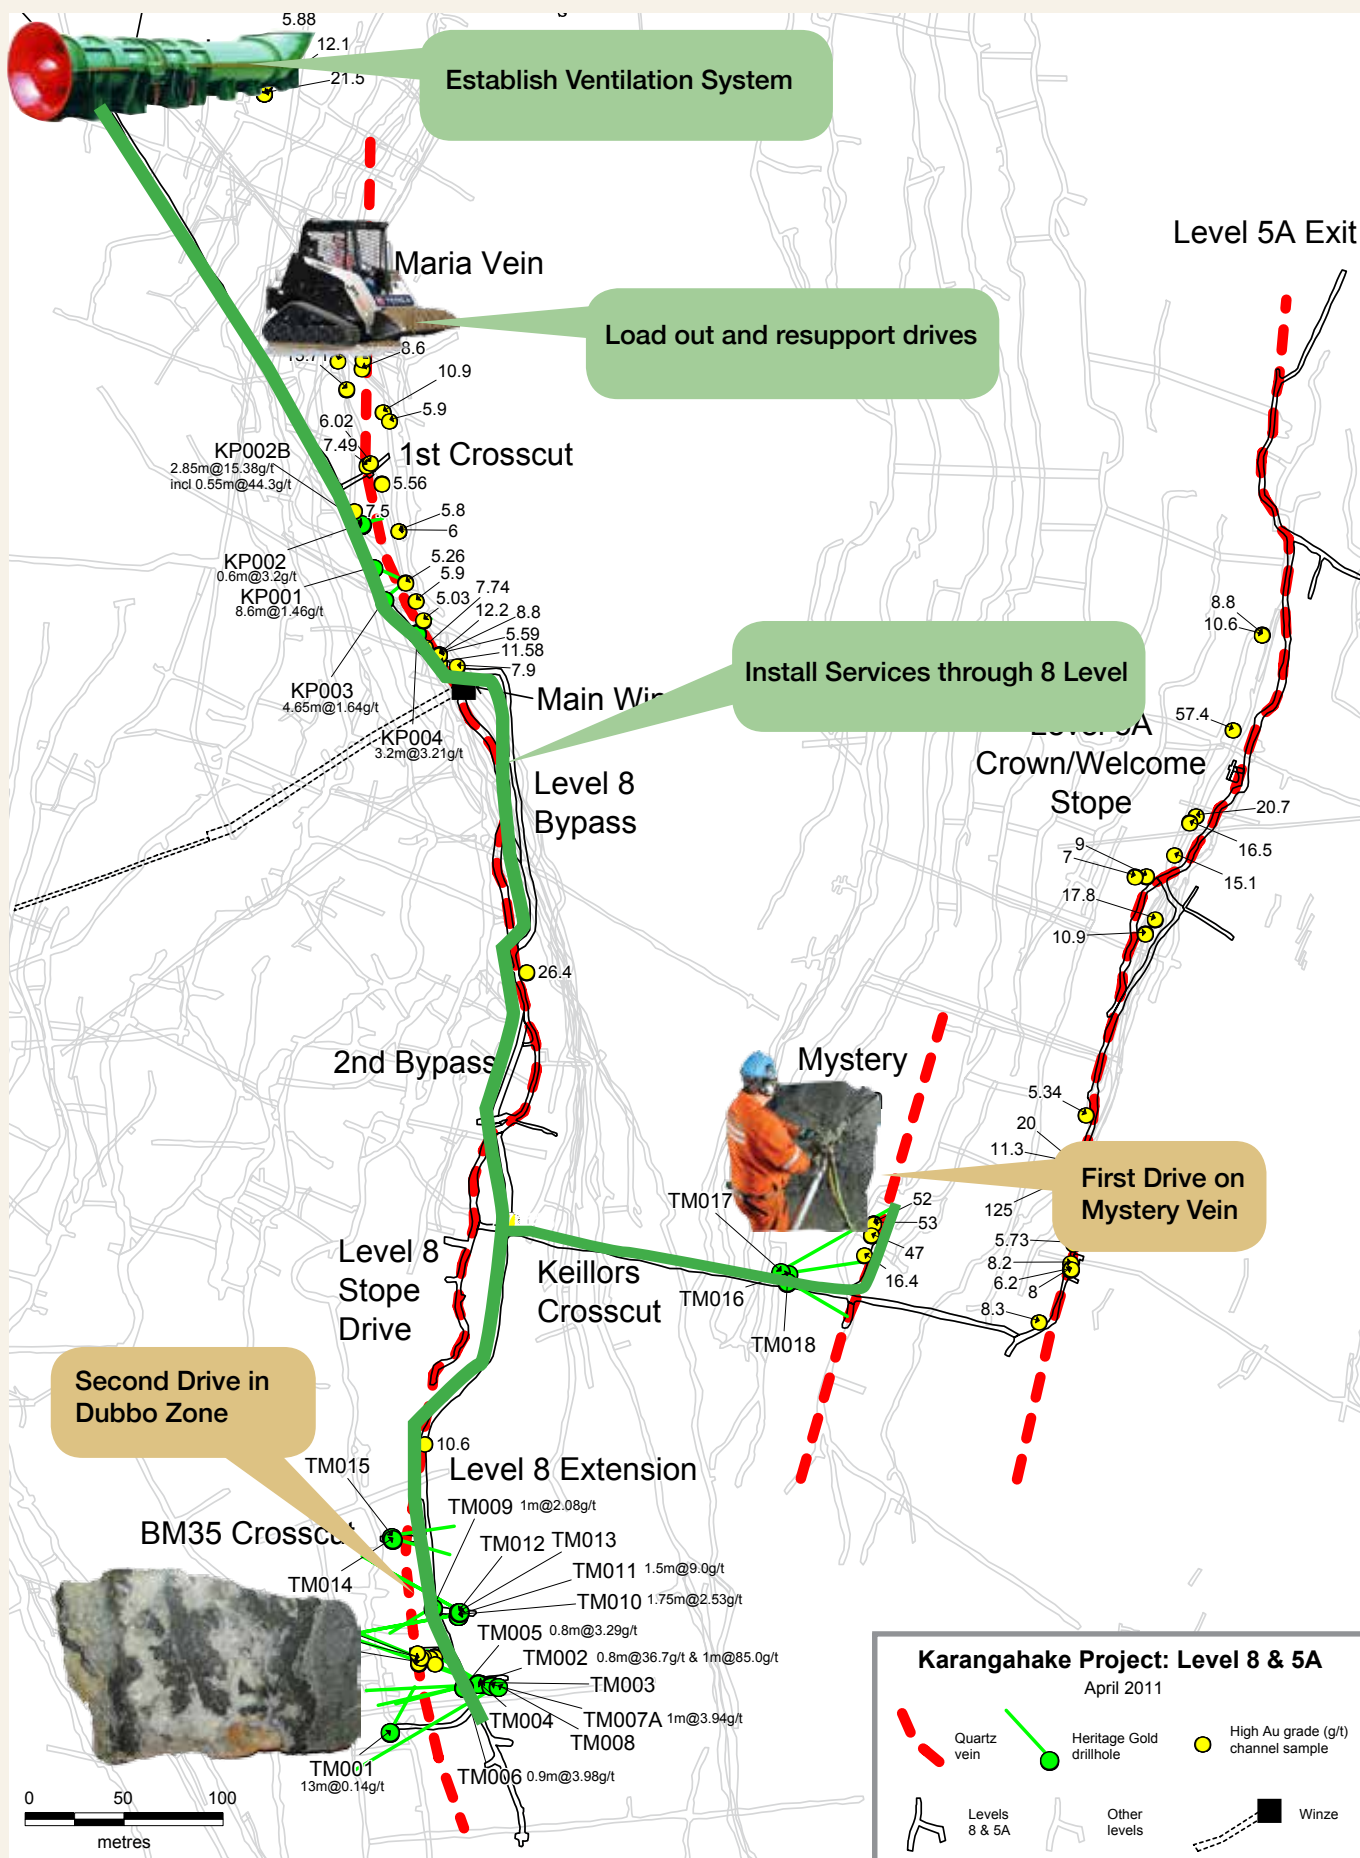 5.88
12.1
21.5
Establish Ventilation System
Level 5A Exit
Maria Vein
Load out and resupport drives
8.6
10.9
5.9
6.02
7.49
1st Crosscut
KP002B
2.85m@15.38g/t
incl 0.55m@44.3g/t
5.56
7.5
5.8
6
KP002
0.6m@3.2g/t
KP001
8.6m@1.46g/t
5.26
5.9
5.03
7.74
12.2
8.8
5.59
11.58
7.9
8.8
10.6
KP003
4.65m@1.64g/t
KP004
3.2m@3.21g/t
Main
Install Services through 8 Level
57.4
Crown/Welcome
Stope
Level 8
Bypass
20.7
16.5
15.1
9
7
17.8
10.9
26.4
2nd Bypass
Mystery
5.34
20
11.3
125
5.73
8.2
6.2
8
8.3
First Drive on
Mystery Vein
TM017
52
53
47
16.4
TM016
TM018
Keillors
Crosscut
Level 8
Stope
Drive
Second Drive in
Dubbo Zone
10.6
TM015
Level 8 Extension
TM009 1m@2.08g/t
BM35 Crosscut
TM012
TM013
TM014
TM011 1.5m@9.0g/t
TM010 1.75m@2.53g/t
TM005 0.8m@3.29g/t
TM002 0.8m@36.7g/t & 1m@85.0g/t
TM003
TM004
TM007A 1m@3.94g/t
TM008
TM001
13m@0.14g/t
TM006 0.9m@3.98g/t
0 50 100
metres
Karangahake Project: Level 8 & 5A
April 2011
Quartz
vein
Heritage Gold
drillhole
High Au grade (g/t)
channel sample
Levels
8 & 5A
Other
levels
Winze